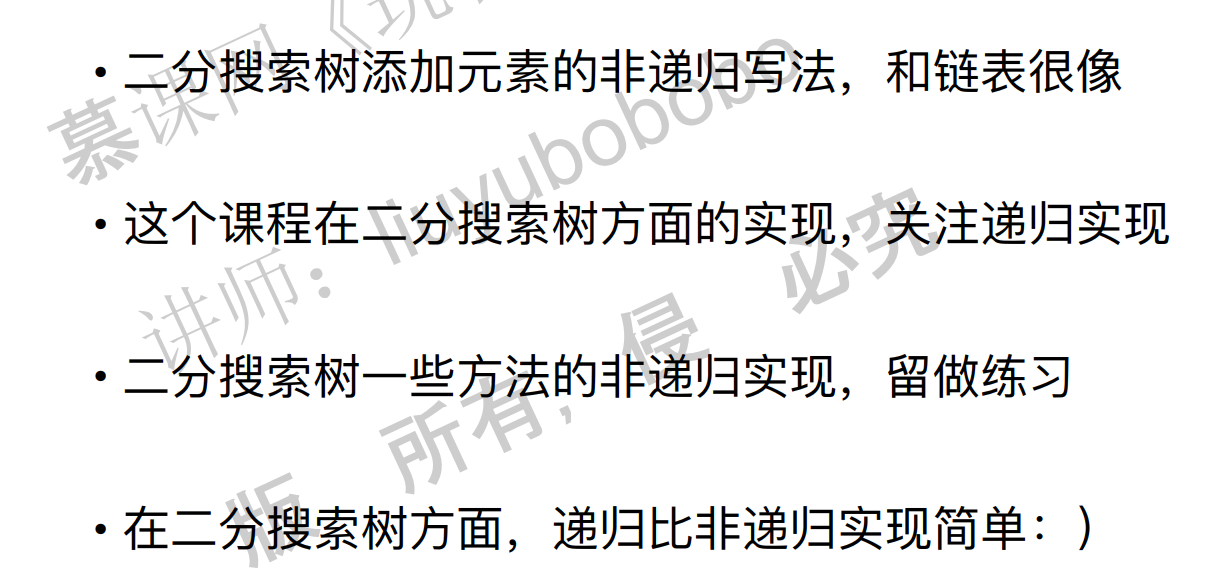 • 二分搜索树添加元素的非递归写法，和链表很像
• 这个课程在二分搜索树方面的实现，关注递归实现
• 二分搜索树一些方法的非递归实现，留做练习
• 在二分搜索树方面，递归比非递归实现简单：)
慕课网《玩
讲师：liuyubobobo
版 所有，侵 必究